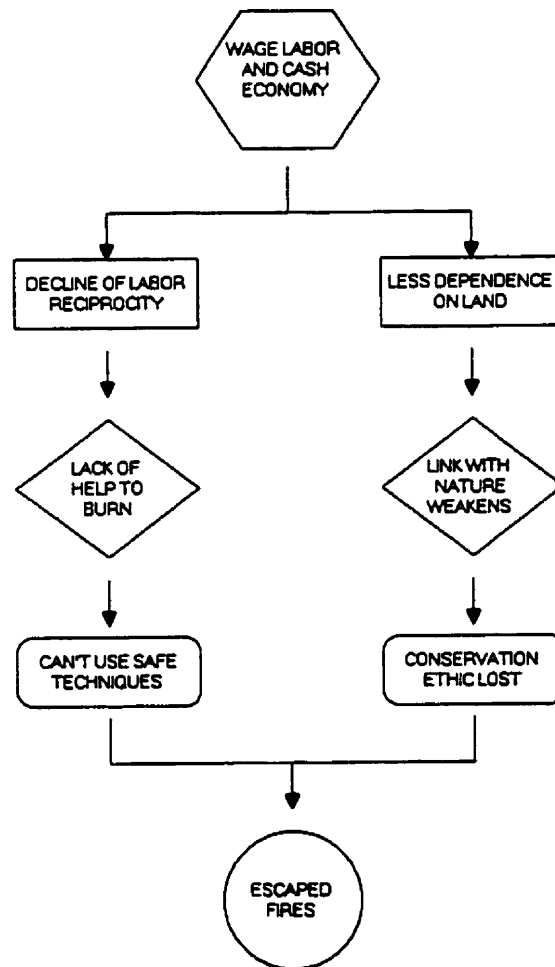 WAGE LABOR
AND CASH
ECONOMY
DECLINE OF LABOR
RECIPROCITY
LESS DEPENDENCE
ON LAND
LACK OF
HELP TO
BURN
LINK WITH
NATURE
WEAKENS
CAN'T USE SAFE
TECHNIQUES
CONSERVATION
ETHIC LOST
ESCAPED
FIRES